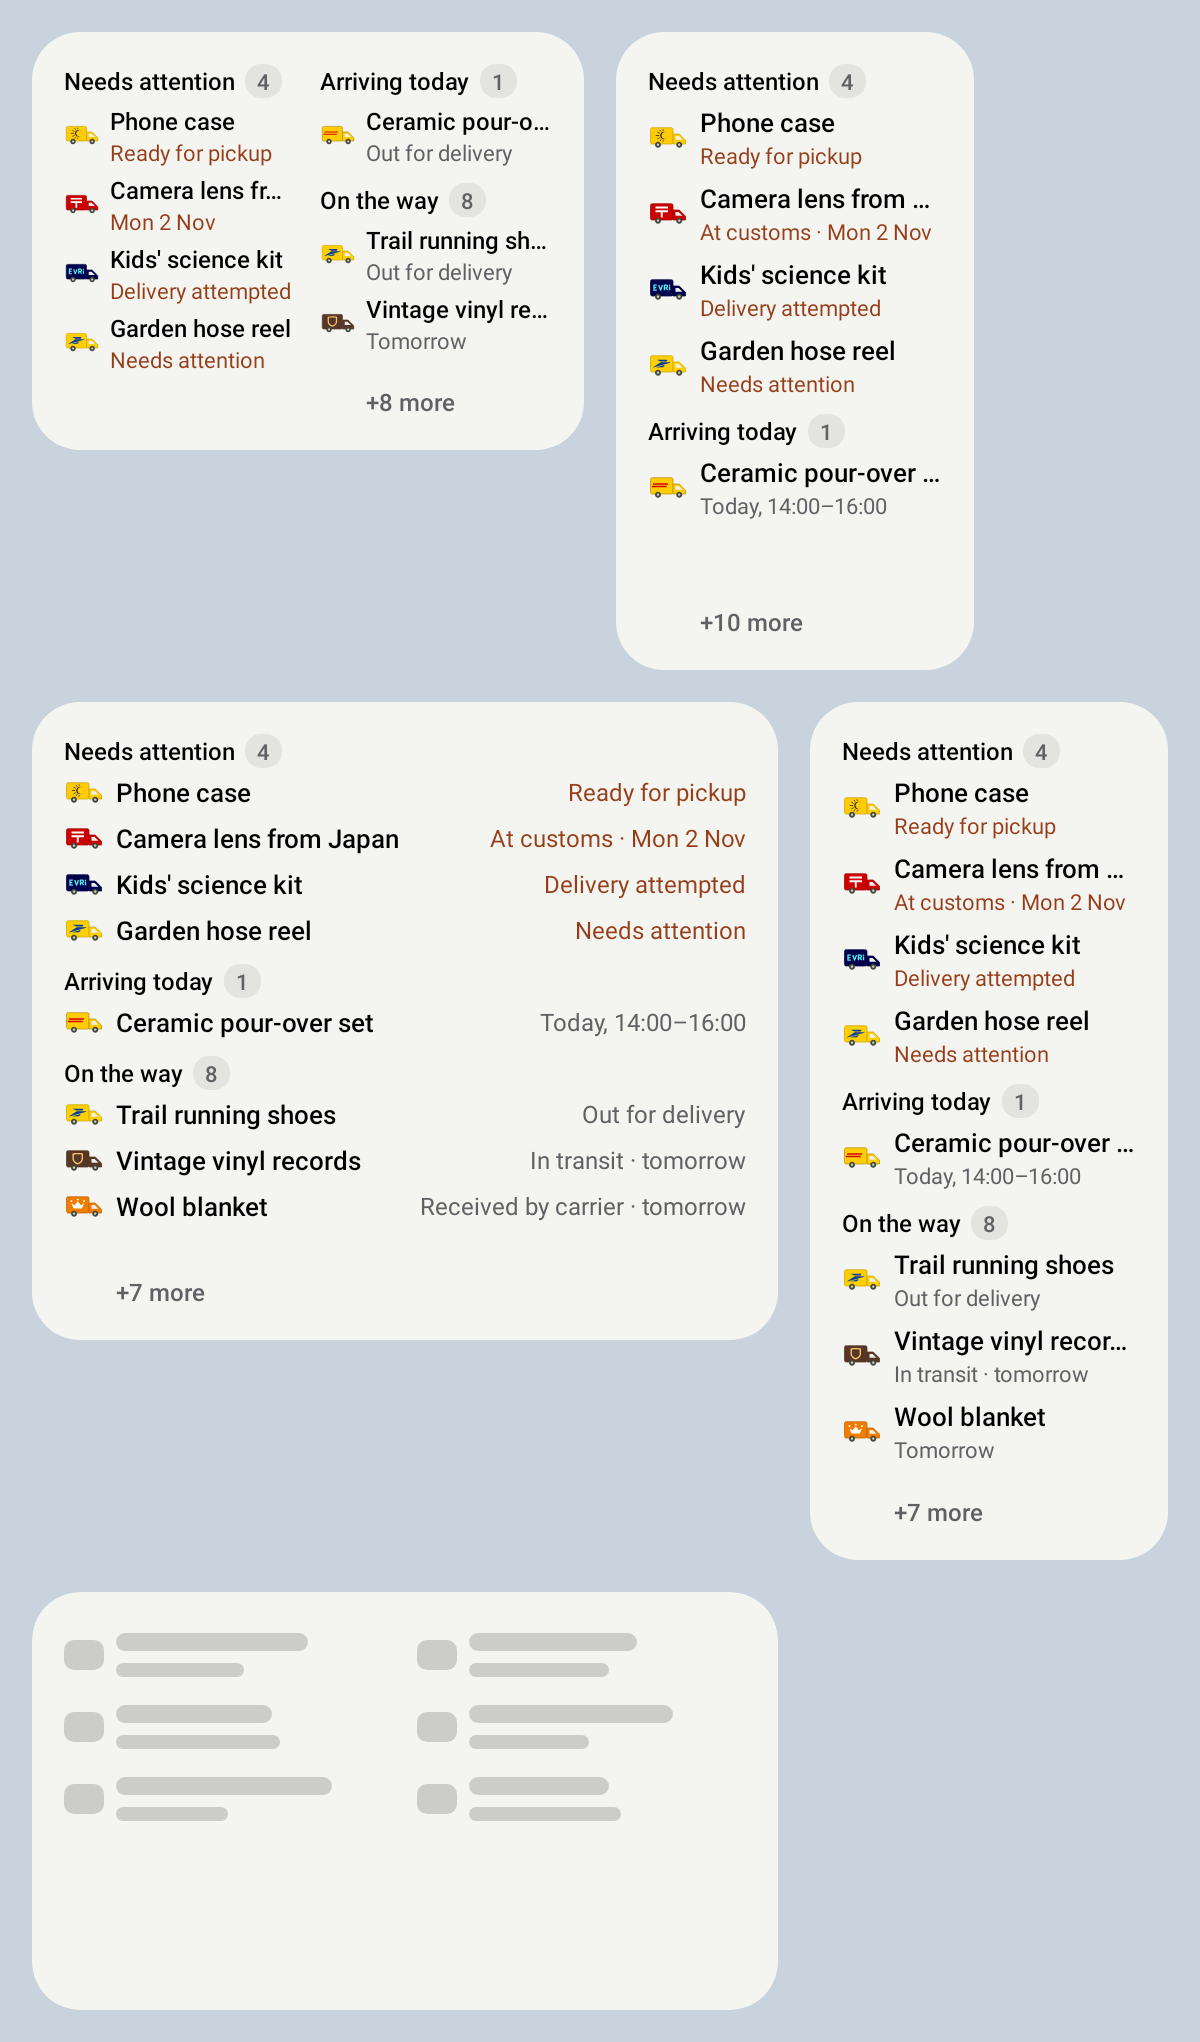 Needs attention 4
Phone case
Ready for pickup
Camera lens fr...
Mon 2 Nov
EVRi
Kids' science kit
Delivery attempted
Garden hose reel
Needs attention
Arriving today 1
Ceramic pour-o...
Out for delivery
On the way 8
Trail running sh...
Out for delivery
Vintage vinyl re...
Tomorrow
+8 more
Needs attention 4
Phone case
Ready for pickup
Camera lens from ...
At customs · Mon 2 Nov
EVRi
Kids' science kit
Delivery attempted
Garden hose reel
Needs attention
Arriving today 1
Ceramic pour-over ...
Today, 14:00–16:00
+10 more
Needs attention 4
Phone case Ready for pickup
Camera lens from Japan At customs · Mon 2 Nov
EVRi Kids' science kit Delivery attempted
Garden hose reel Needs attention
Arriving today 1
Ceramic pour-over set Today, 14:00–16:00
On the way 8
Trail running shoes Out for delivery
Vintage vinyl records In transit · tomorrow
Wool blanket Received by carrier · tomorrow
+7 more
Needs attention 4
Phone case
Ready for pickup
Camera lens from ...
At customs · Mon 2 Nov
EVRi
Kids' science kit
Delivery attempted
Garden hose reel
Needs attention
Arriving today 1
Ceramic pour-over ...
Today, 14:00–16:00
On the way 8
Trail running shoes
Out for delivery
Vintage vinyl recor...
In transit · tomorrow
Wool blanket
Tomorrow
+7 more